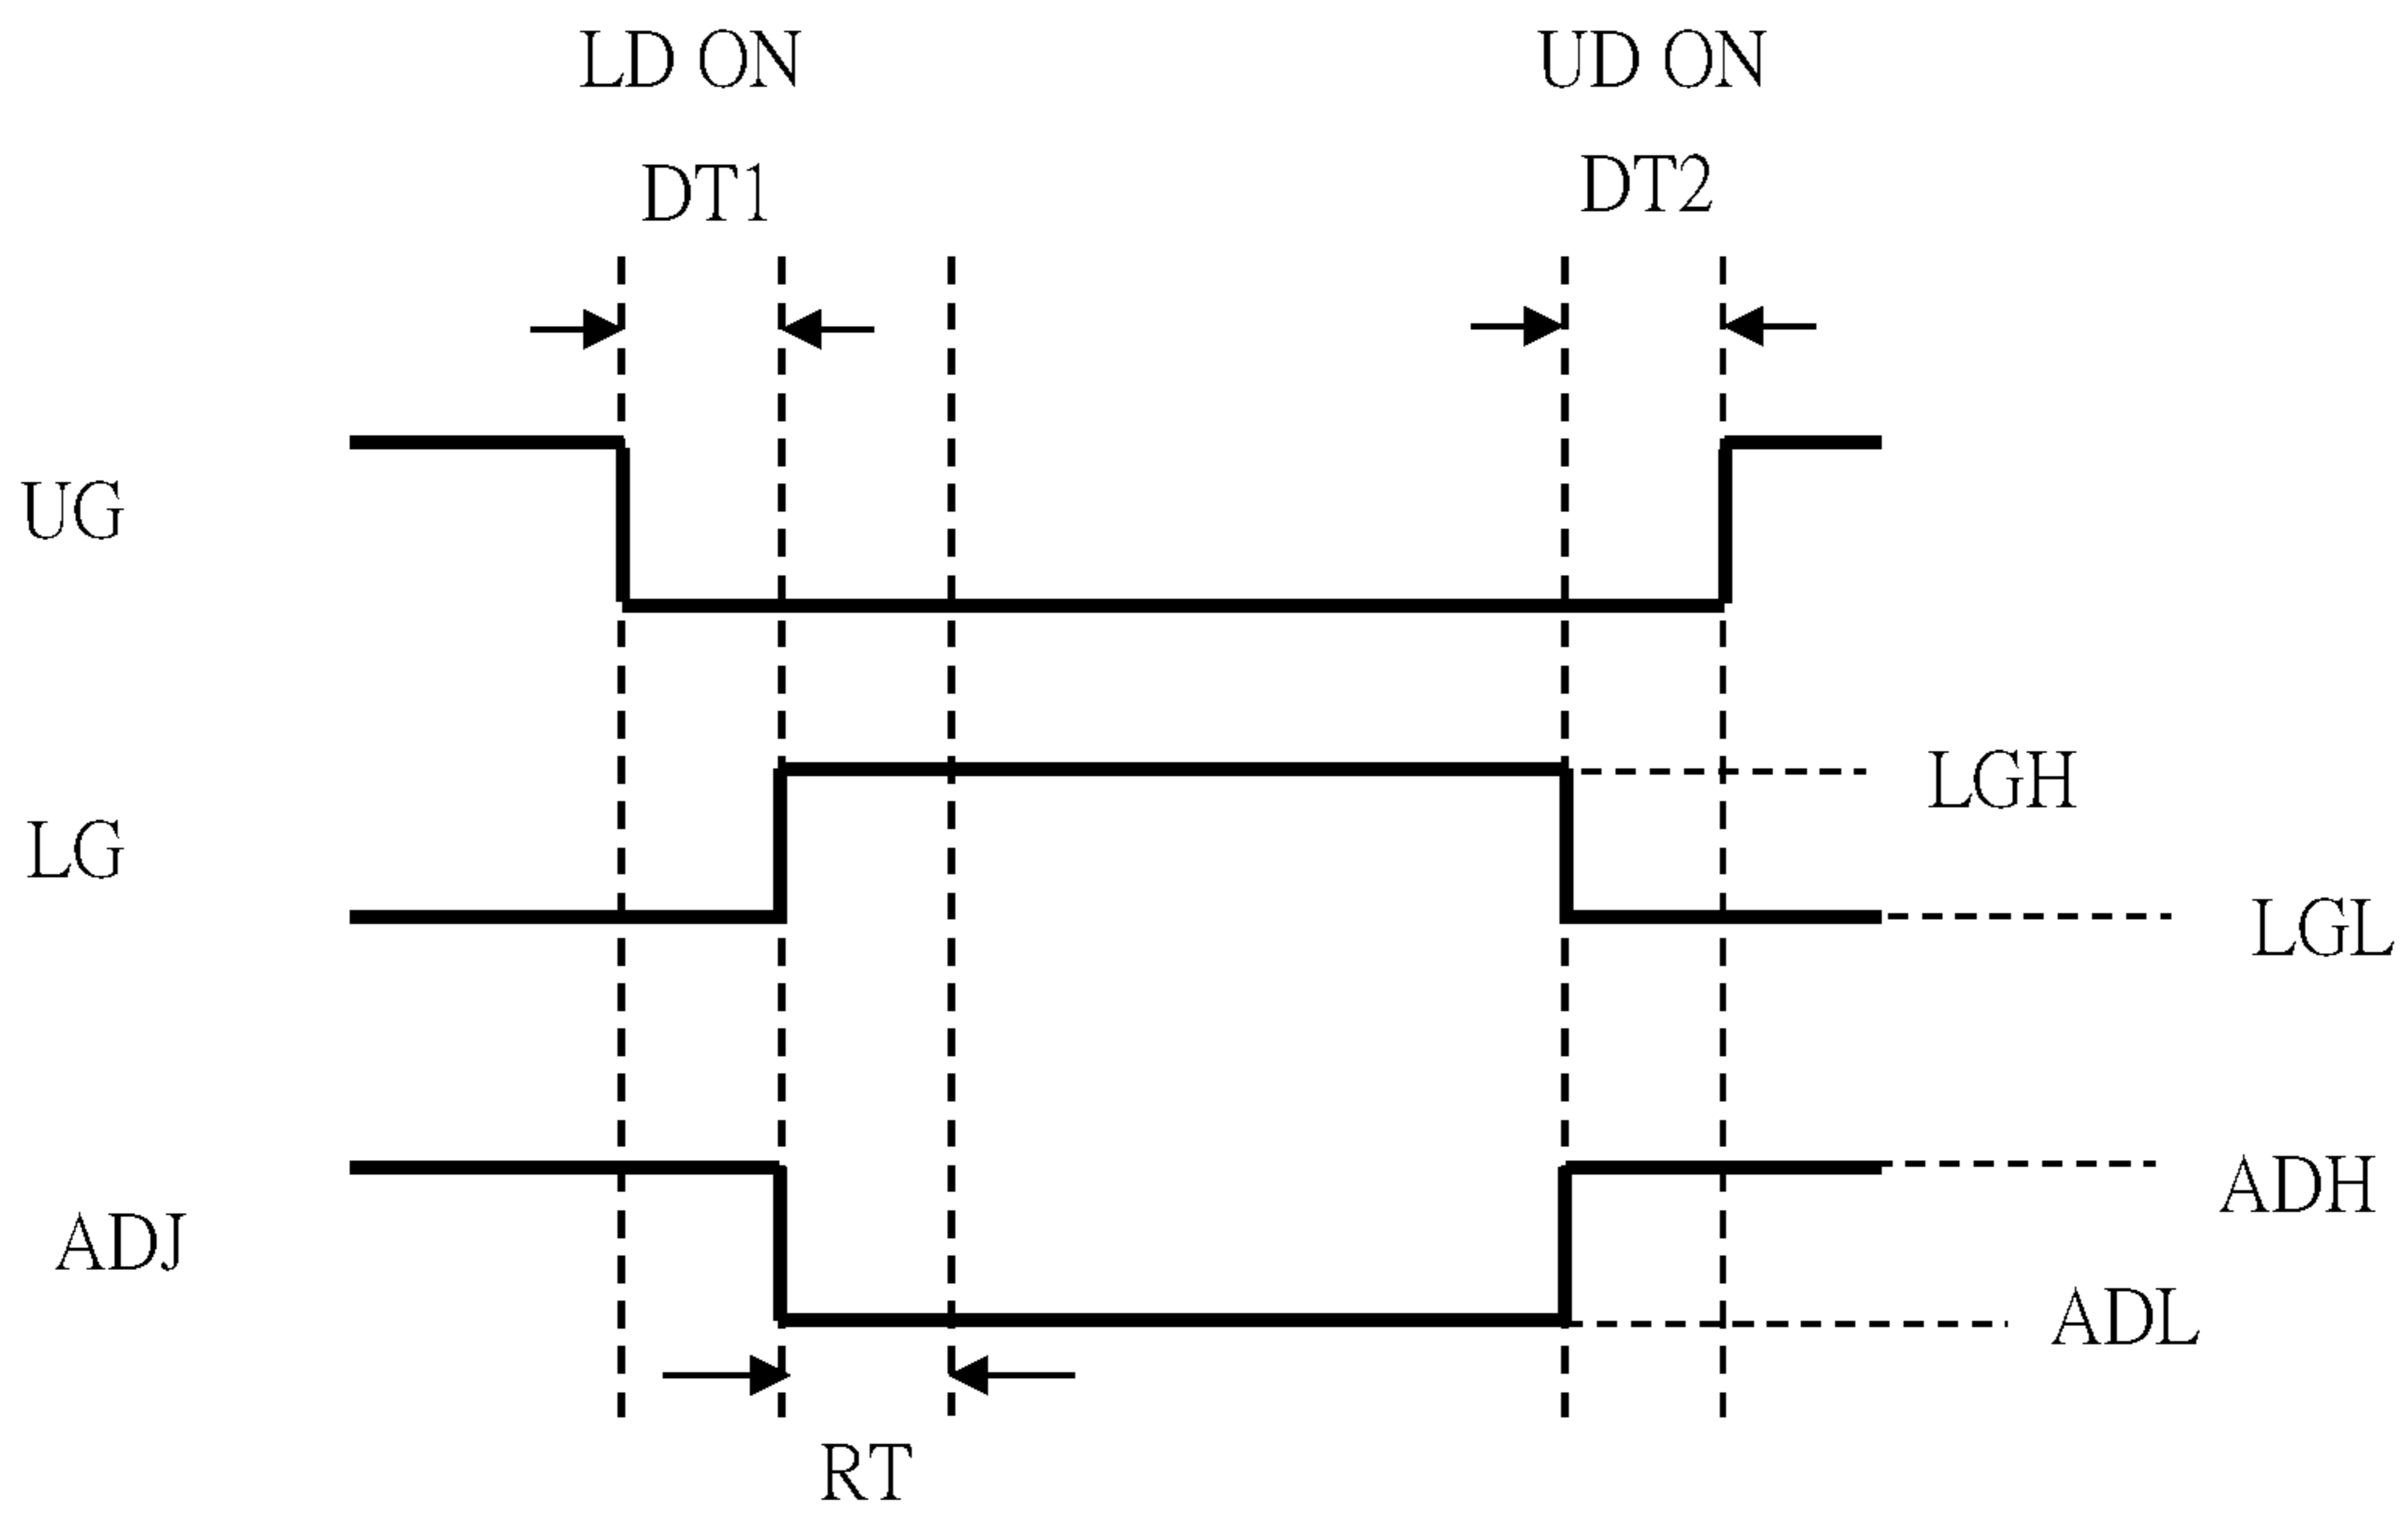 LD ON
UD ON
DT1
DT2
UG
LGH
LG
LGL
ADH
ADJ
ADL
RT